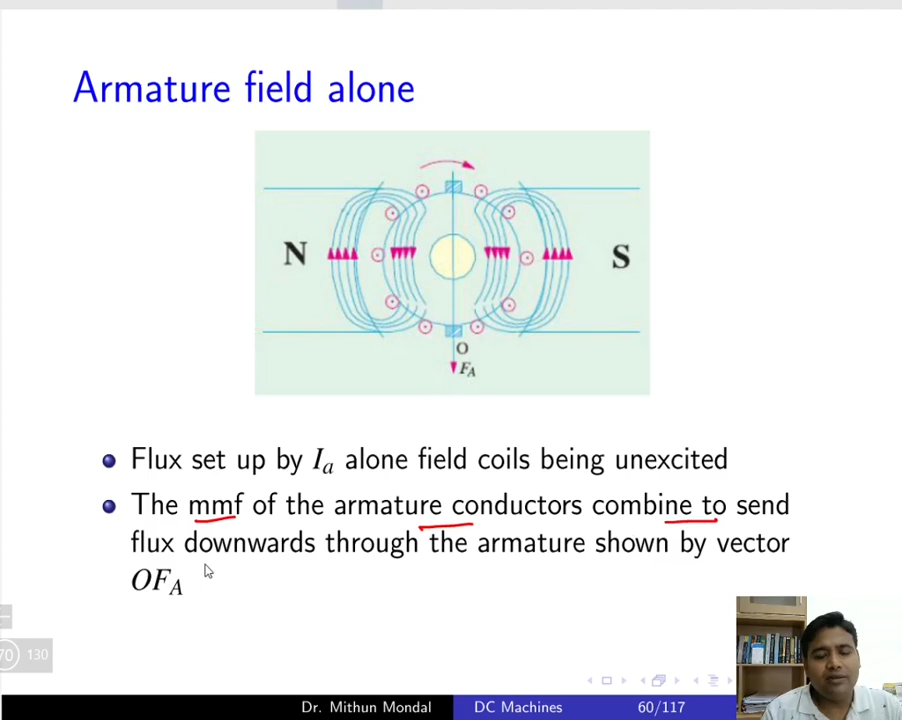 Armature field alone
N
S
O
F_A
Flux set up by I_a alone field coils being unexcited
The mmf of the armature conductors combine to send
flux downwards through the armature shown by vector
OF_A
70 130
Dr. Mithun Mondal DC Machines 60/117